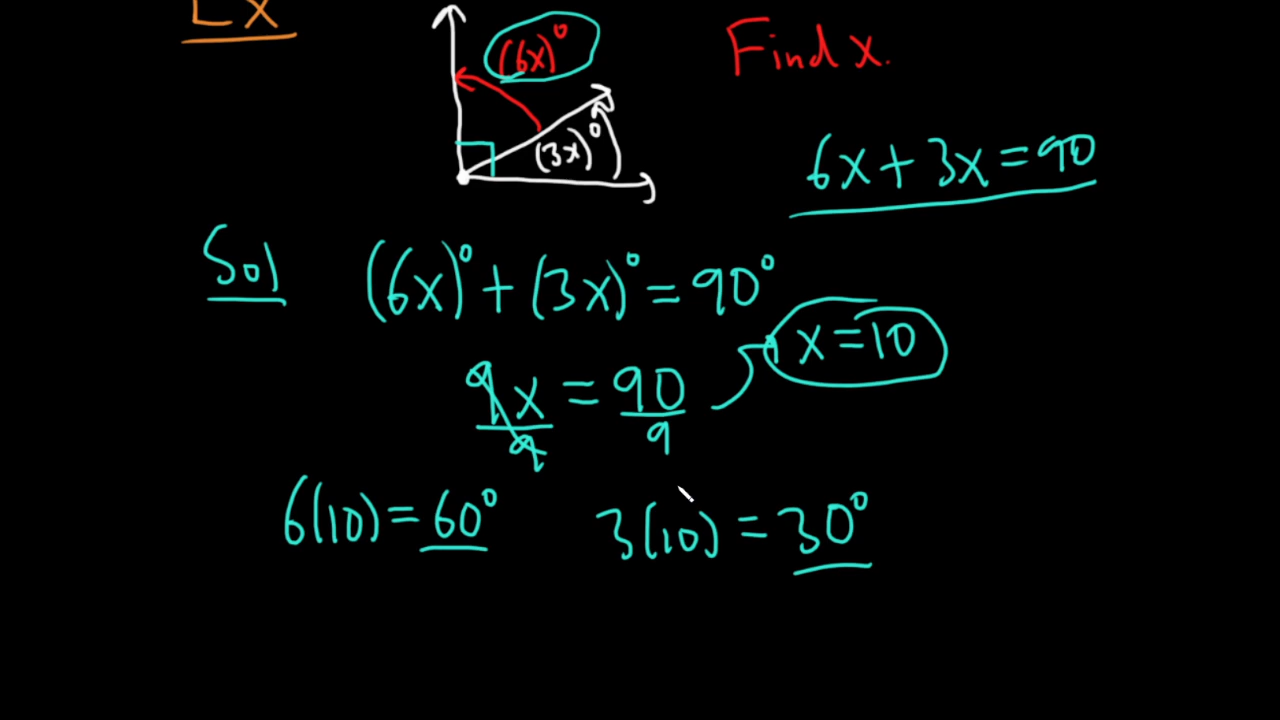 Ex
(6x)° Find x.
(3x)°
6x + 3x = 90
Sol (6x)° + (3x)° = 90°
x = 10
9x = 90
9 9
6(10) = 60° 3(10) = 30°